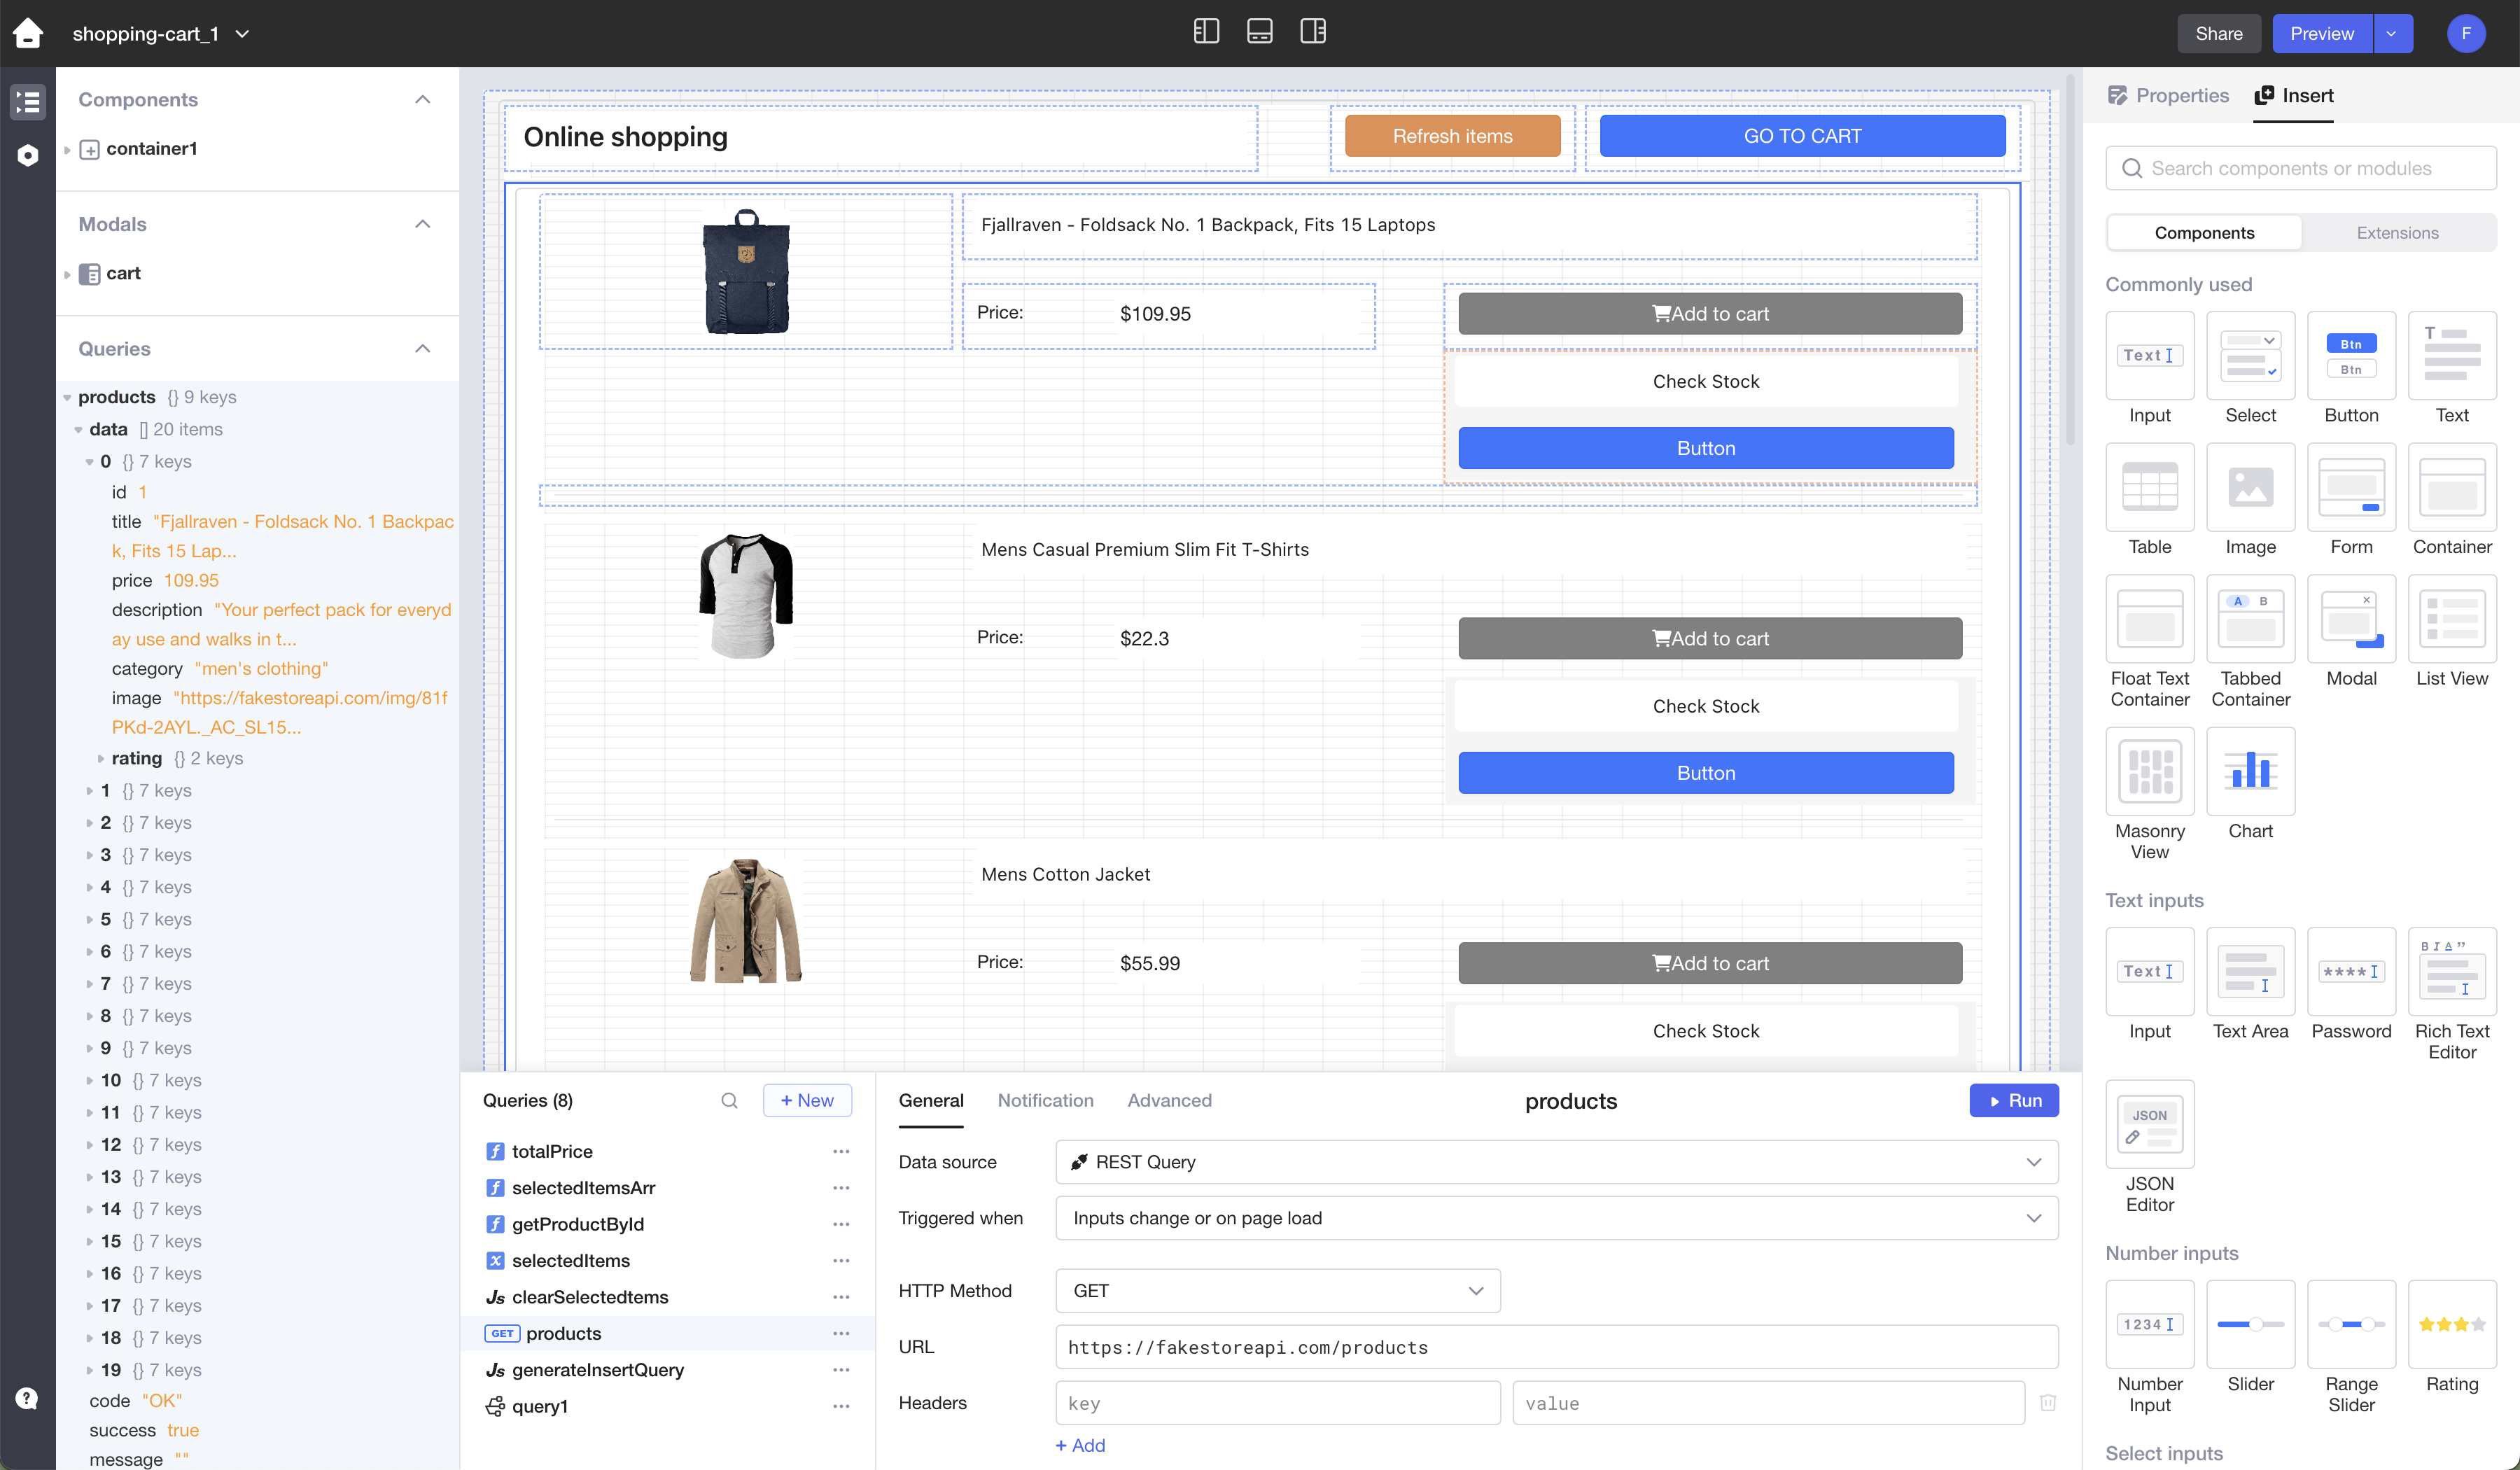 shopping-cart_1
Share
Preview
F
Components
container1
Modals
cart
Queries
products {} 9 keys
data [] 20 items
0 {} 7 keys
id 1
title "Fjallraven - Foldsack No. 1 Backpac
k, Fits 15 Lap...
price 109.95
description "Your perfect pack for everyd
ay use and walks in t...
category "men's clothing"
image "https://fakestoreapi.com/img/81f
PKd-2AYL._AC_SL15...
rating {} 2 keys
1 {} 7 keys
2 {} 7 keys
3 {} 7 keys
4 {} 7 keys
5 {} 7 keys
6 {} 7 keys
7 {} 7 keys
8 {} 7 keys
9 {} 7 keys
10 {} 7 keys
11 {} 7 keys
12 {} 7 keys
13 {} 7 keys
14 {} 7 keys
15 {} 7 keys
16 {} 7 keys
17 {} 7 keys
18 {} 7 keys
19 {} 7 keys
code "OK"
success true
message ""
Online shopping
Refresh items
GO TO CART
Fjallraven - Foldsack No. 1 Backpack, Fits 15 Laptops
Price: $109.95
Add to cart
Check Stock
Button
Mens Casual Premium Slim Fit T-Shirts
Price: $22.3
Add to cart
Check Stock
Button
Mens Cotton Jacket
Price: $55.99
Add to cart
Check Stock
Queries (8)
+ New
totalPrice
selectedItemsArr
getProductById
selectedItems
Js clearSelectedtems
GET products
Js generateInsertQuery
query1
General
Notification
Advanced
products
Run
Data source
REST Query
Triggered when
Inputs change or on page load
HTTP Method
GET
URL
https://fakestoreapi.com/products
Headers
key
value
+ Add
Properties
Insert
Search components or modules
Components
Extensions
Commonly used
Text
Btn
Btn
T
Input
Select
Button
Text
Table
Image
Form
Container
A B
Float Text
Container
Tabbed
Container
Modal
List View
Masonry
View
Chart
Text inputs
Text
****
B I A "
Input
Text Area
Password
Rich Text
Editor
JSON
JSON
Editor
Number inputs
1234
Number
Input
Slider
Range
Slider
Rating
Select inputs